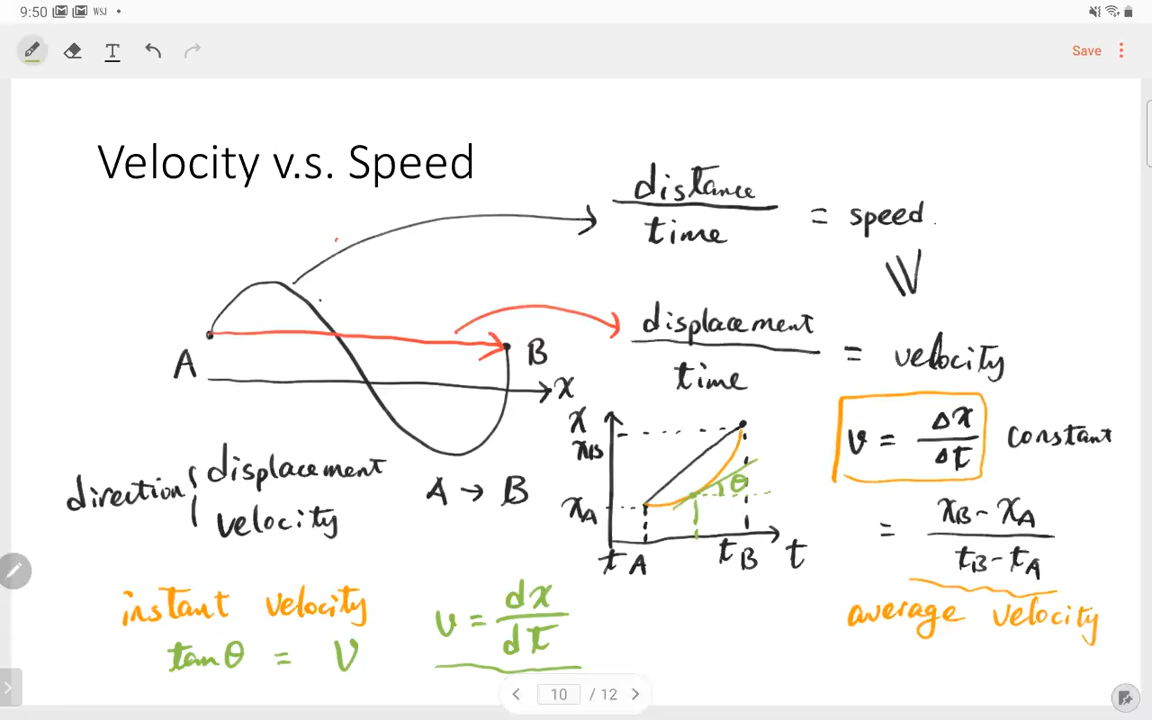 9:50 WSJ
T Save
Velocity v.s. Speed
distance
time
= speed.
displacement
time
= velocity
A
B
x
direction { displacement
velocity
A → B
x
xB
xA
θ
tA
tB
t
v = Δx
Δt
constant
= xB - xA
tB - tA
average velocity
instant velocity
tanθ = V
v = dx
dt
10 / 12